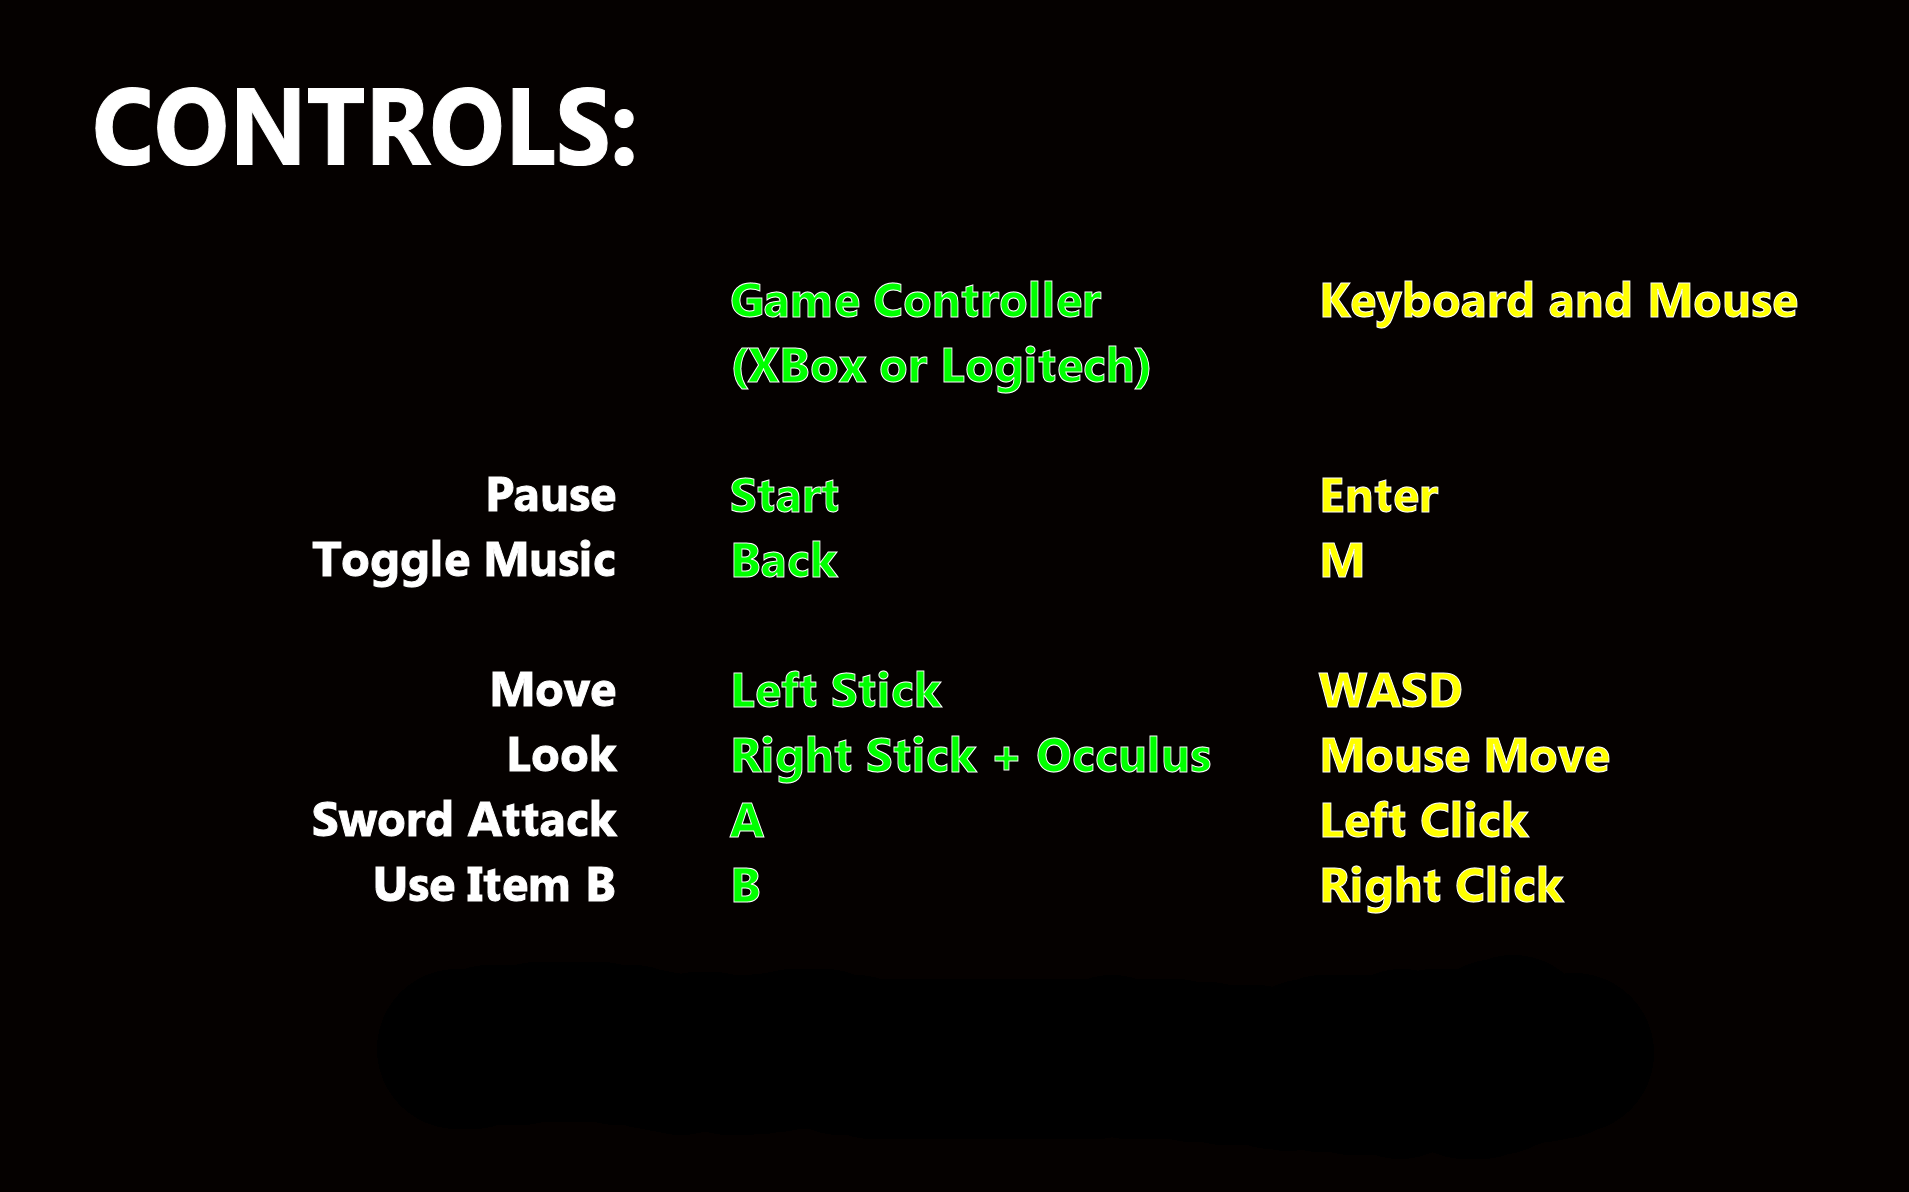 CONTROLS:
Game Controller Keyboard and Mouse
(XBox or Logitech)
Pause Start Enter
Toggle Music Back M
Move Left Stick WASD
Look Right Stick + Occulus Mouse Move
Sword Attack A Left Click
Use Item B B Right Click